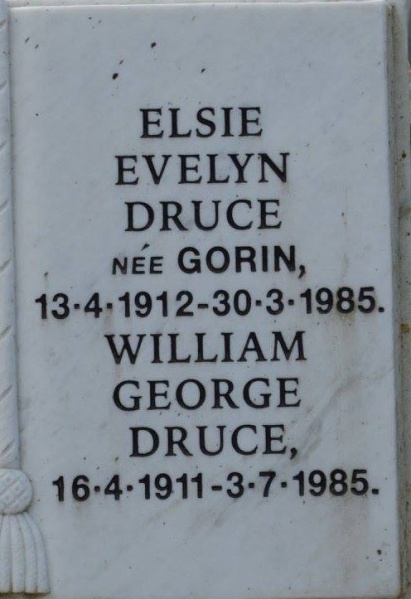 ELSIE
EVELYN
DRUCE
NÉE GORIN,
13·4·1912-30·3·1985.
WILLIAM
GEORGE
DRUCE,
16·4·1911-3·7·1985.